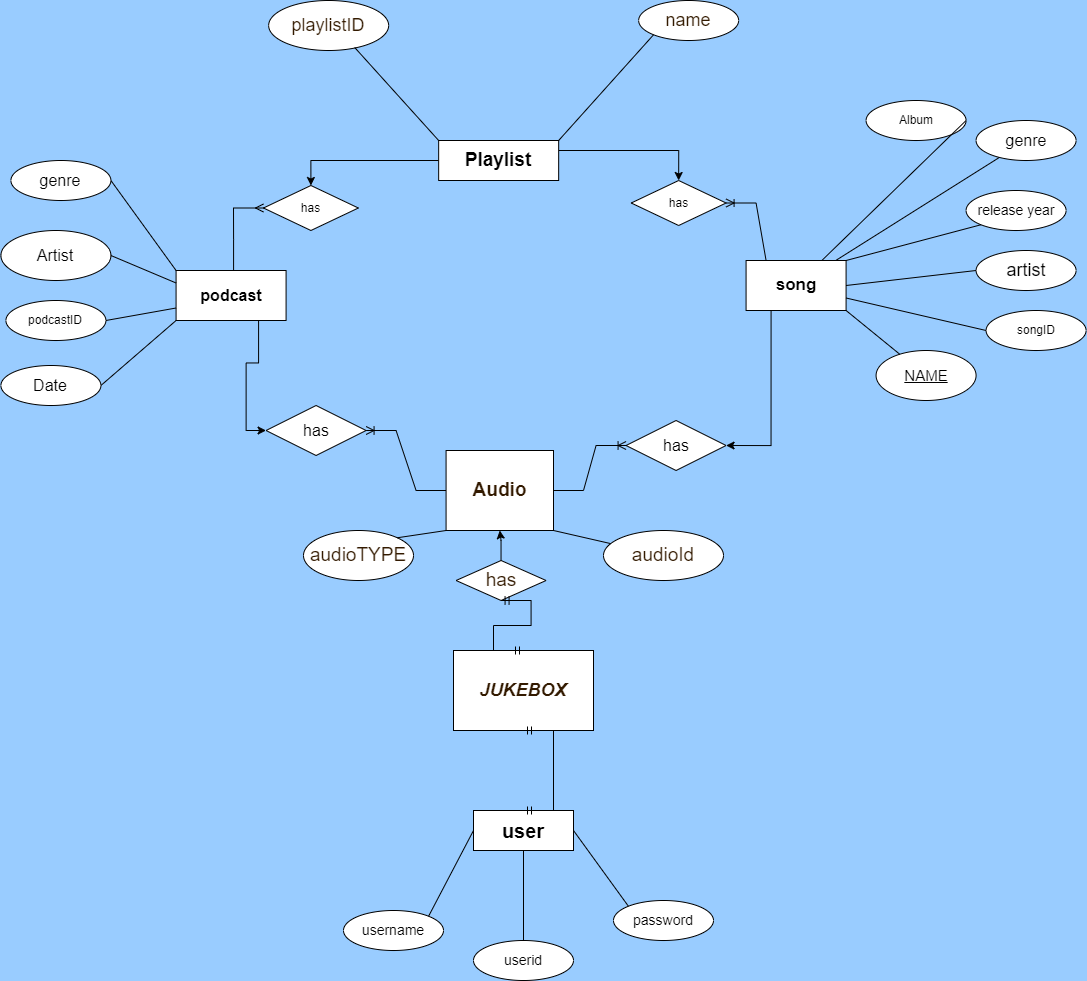 playlistID
name
Playlist
Album
genre
genre
has
has
release year
Artist
artist
podcast
song
podcastID
songID
Date
NAME
has
has
Audio
audioTYPE
audioId
has
JUKEBOX
user
username
password
userid